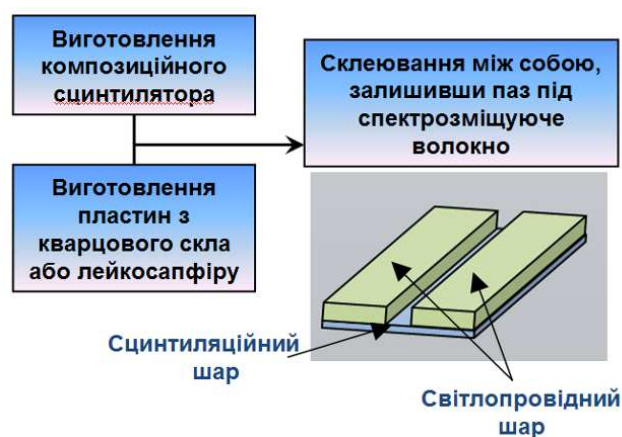 Виготовлення
композиційного
сцинтилятора
Склеювання між собою,
залишивши паз під
спектрозміщуюче
волокно
Виготовлення
пластин з
кварцового скла
або лейкосапфіру
Сцинтиляційний
шар
Світлопровідний
шар